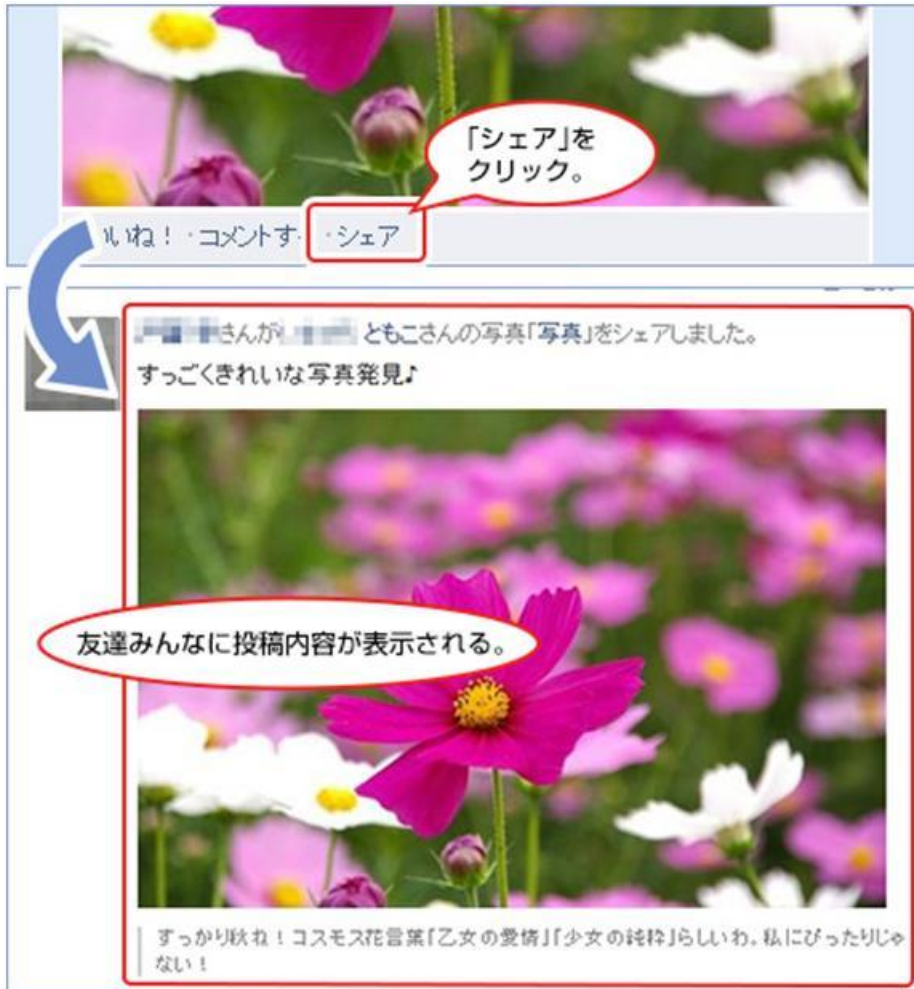 「シェア」を
クリック。
いいね！ ・コメントす ・シェア
さんが ともこさんの写真「写真」をシェアしました。
すっごくきれいな写真発見♪
友達みんなに投稿内容が表示される。
すっかり秋ね！コスモス花言葉「乙女の愛情」「少女の純粋」らしいわ。私にぴったりじゃ
ない！